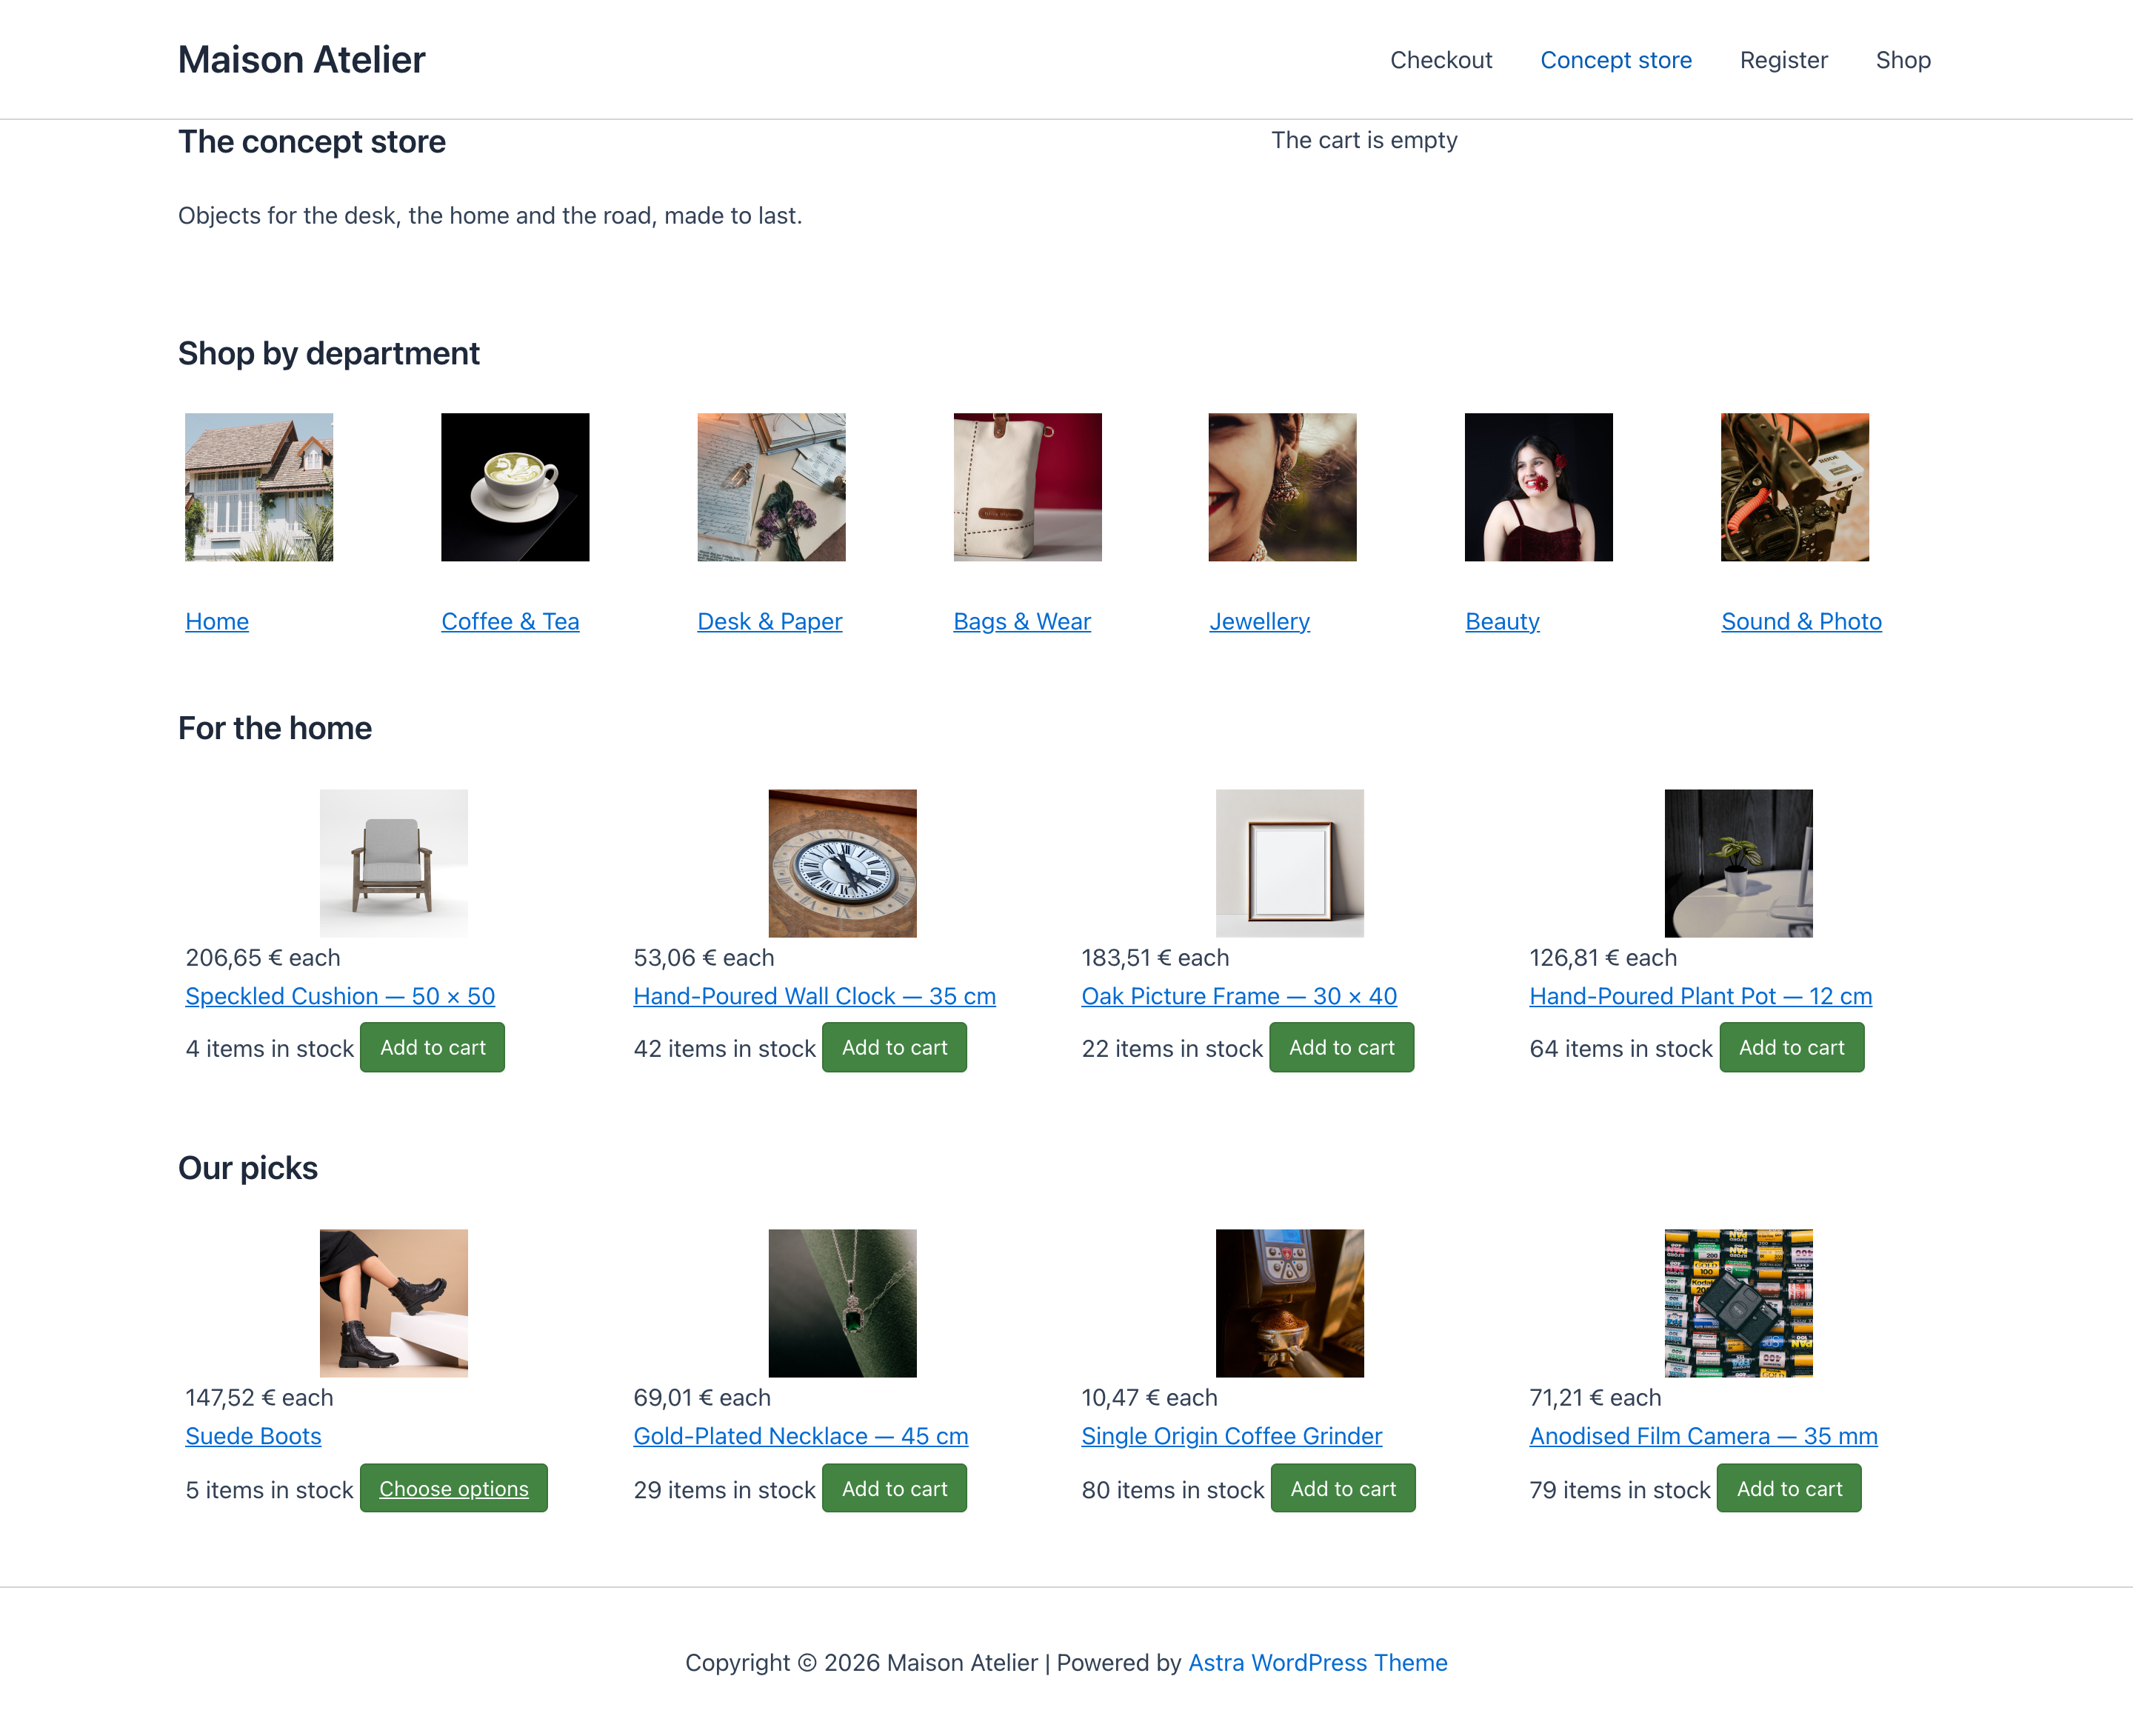 Maison Atelier
Checkout Concept store Register Shop
The concept store
The cart is empty
Objects for the desk, the home and the road, made to last.
Shop by department
Home Coffee & Tea Desk & Paper Bags & Wear Jewellery Beauty Sound & Photo
For the home
206,65 € each
Speckled Cushion — 50 × 50
4 items in stock Add to cart
53,06 € each
Hand-Poured Wall Clock — 35 cm
42 items in stock Add to cart
183,51 € each
Oak Picture Frame — 30 × 40
22 items in stock Add to cart
126,81 € each
Hand-Poured Plant Pot — 12 cm
64 items in stock Add to cart
Our picks
147,52 € each
Suede Boots
5 items in stock Choose options
69,01 € each
Gold-Plated Necklace — 45 cm
29 items in stock Add to cart
10,47 € each
Single Origin Coffee Grinder
80 items in stock Add to cart
71,21 € each
Anodised Film Camera — 35 mm
79 items in stock Add to cart
Copyright © 2026 Maison Atelier | Powered by Astra WordPress Theme